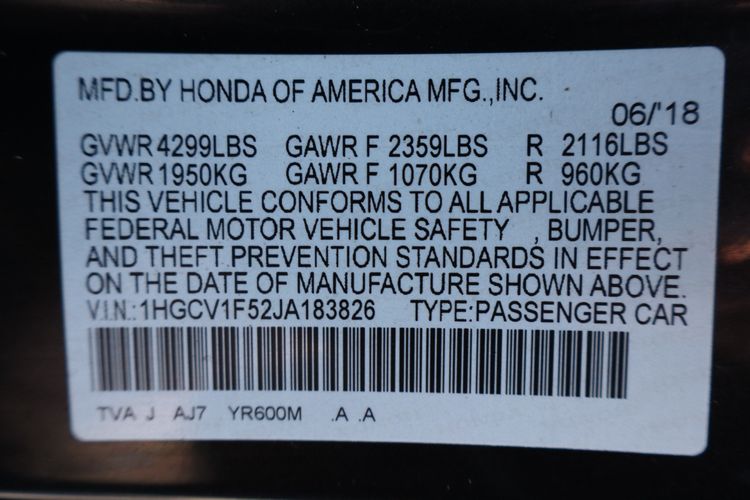 MFD.BY HONDA OF AMERICA MFG.,INC.
06/'18
GVWR 4299LBS GAWR F 2359LBS R 2116LBS
GVWR 1950KG GAWR F 1070KG R 960KG
THIS VEHICLE CONFORMS TO ALL APPLICABLE
FEDERAL MOTOR VEHICLE SAFETY , BUMPER,
AND THEFT PREVENTION STANDARDS IN EFFECT
ON THE DATE OF MANUFACTURE SHOWN ABOVE.
V.I.N.:1HGCV1F52JA183826 TYPE:PASSENGER CAR
TVA J AJ7 YR600M .A .A